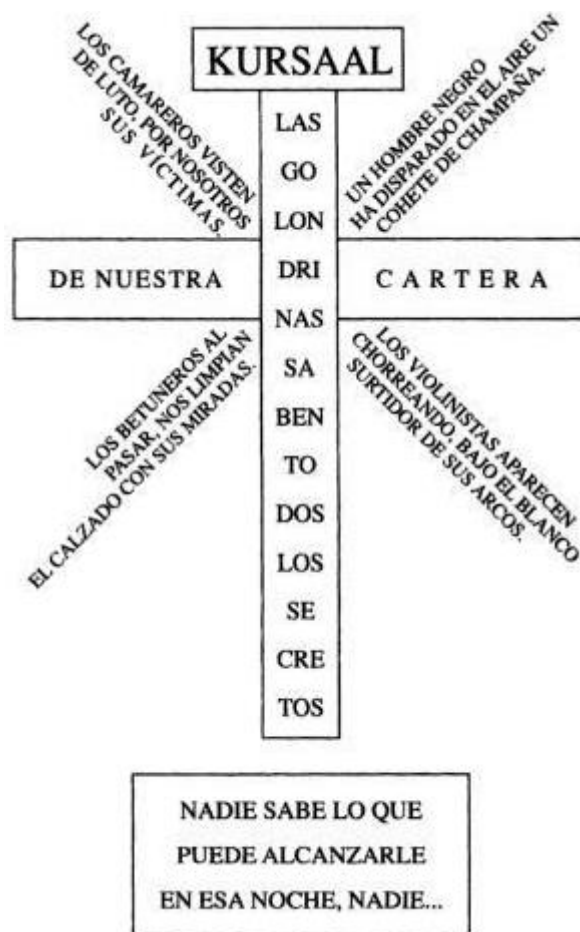 KURSAAL
LOS CAMAREROS VISTEN
DE LUTO, POR NOSOTROS
SUS VÍCTIMAS.
UN HOMBRE NEGRO
HA DISPARADO EN EL AIRE UN
COHETE DE CHAMPAÑA.
LAS
GO
LON
DRI
NAS
SA
BEN
TO
DOS
LOS
SE
CRE
TOS
DE NUESTRA
CARTERA
LOS BETUNEROS AL
PASAR, NOS LIMPIAN
EL CALZADO CON SUS MIRADAS.
LOS VIOLINISTAS APARECEN
CHORREANDO, BAJO EL BLANCO
SURTIDOR DE SUS ARCOS.
NADIE SABE LO QUE
PUEDE ALCANZARLE
EN ESA NOCHE, NADIE...